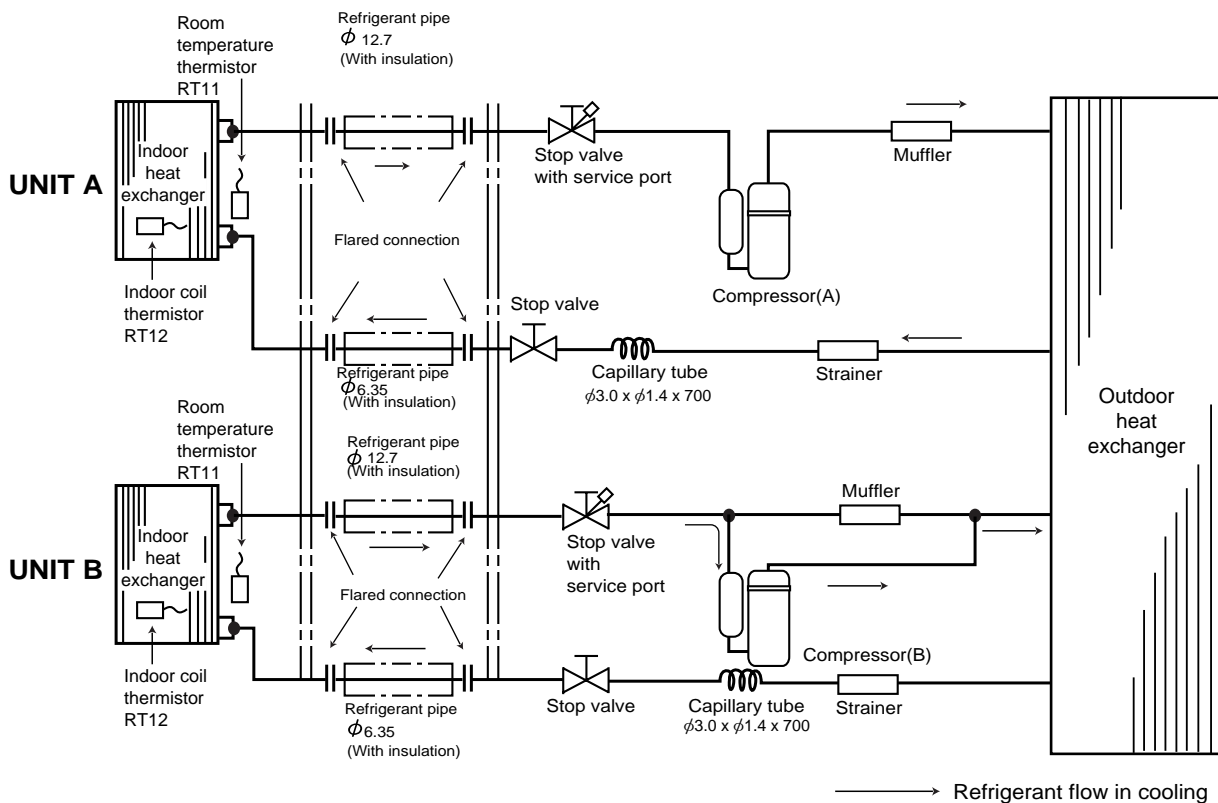 Room
temperature
thermistor
RT11
Refrigerant pipe
ϕ 12.7
(With insulation)
UNIT A
Indoor
heat
exchanger
Stop valve
with service port
Muffler
Flared connection
Compressor(A)
Indoor coil
thermistor
RT12
Stop valve
Refrigerant pipe
ϕ6.35
(With insulation)
Capillary tube
ϕ3.0 x ϕ1.4 x 700
Strainer
Outdoor
heat
exchanger
Room
temperature
thermistor
RT11
Refrigerant pipe
ϕ 12.7
(With insulation)
UNIT B
Indoor
heat
exchanger
Stop valve
with
service port
Muffler
Flared connection
Compressor(B)
Indoor coil
thermistor
RT12
Refrigerant pipe
ϕ6.35
(With insulation)
Stop valve
Capillary tube
ϕ3.0 x ϕ1.4 x 700
Strainer
Refrigerant flow in cooling